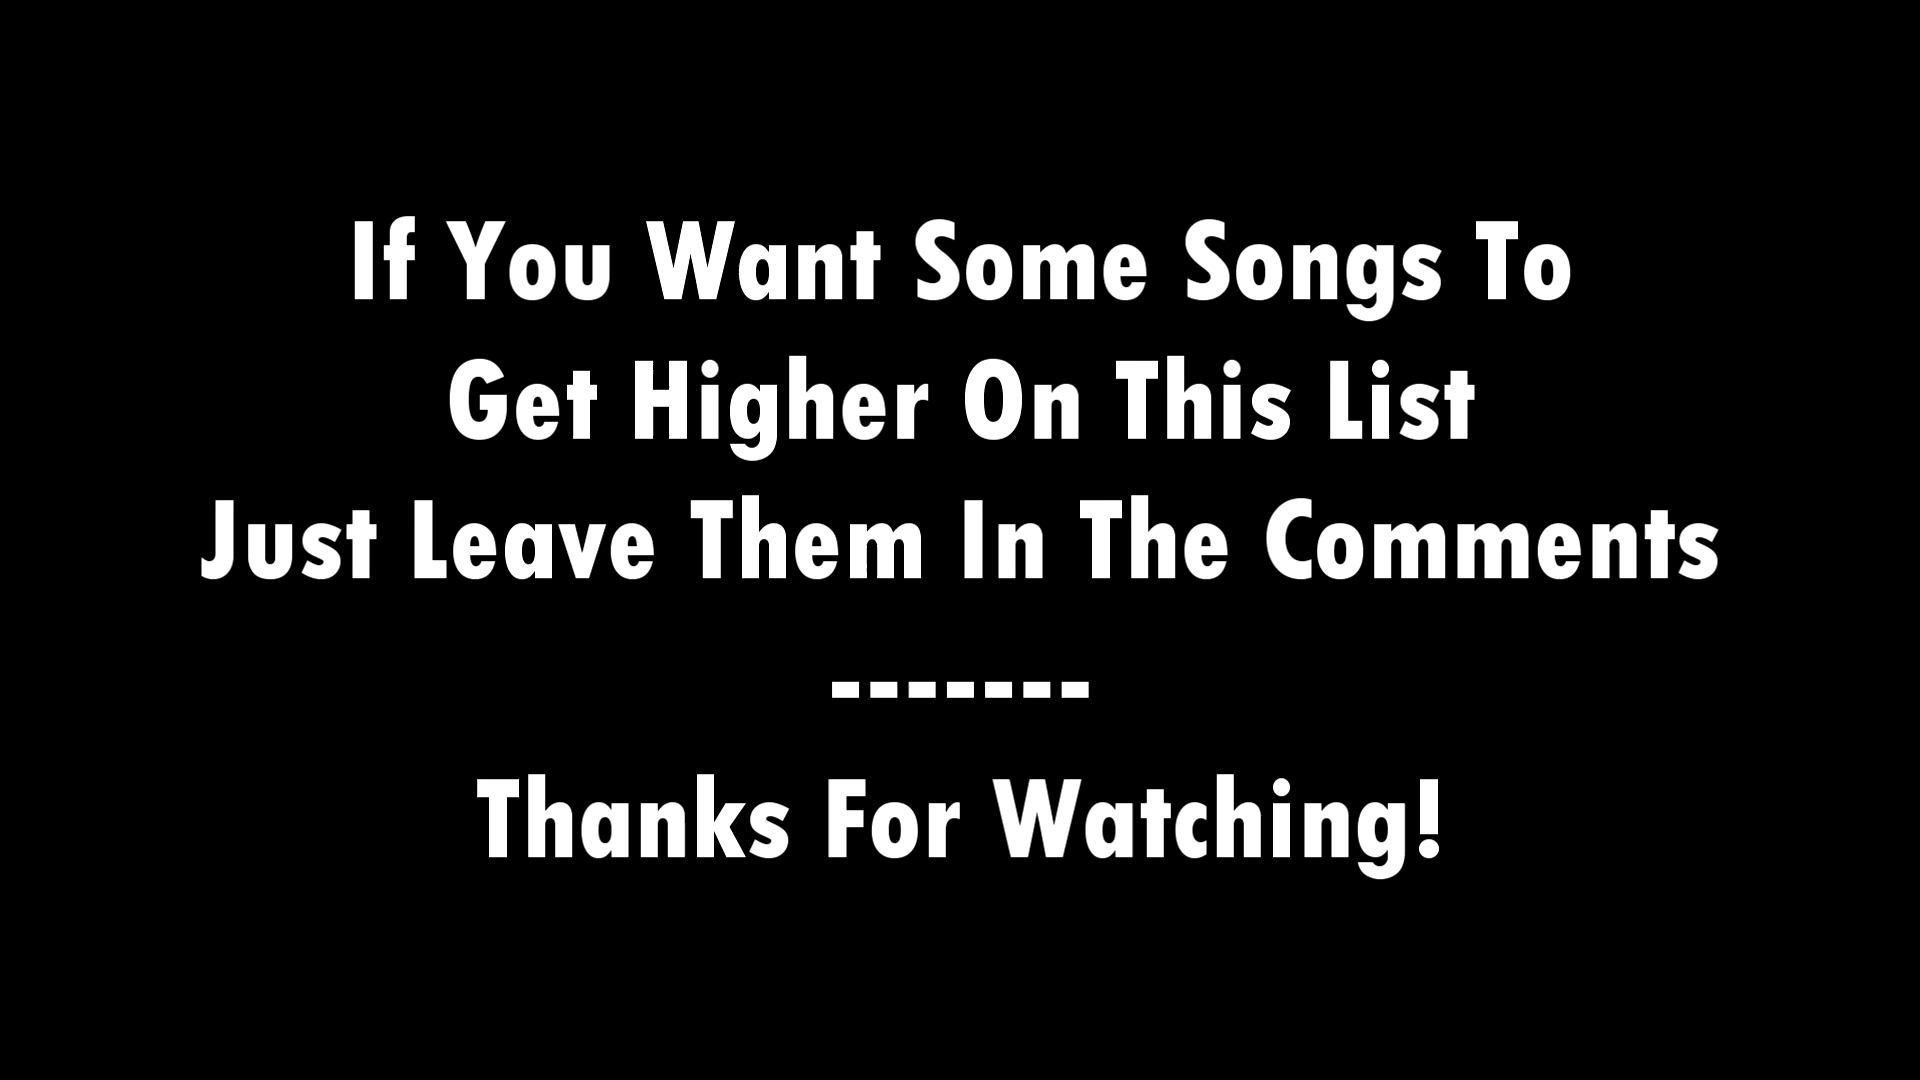 If You Want Some Songs To
Get Higher On This List
Just Leave Them In The Comments
-------
Thanks For Watching!